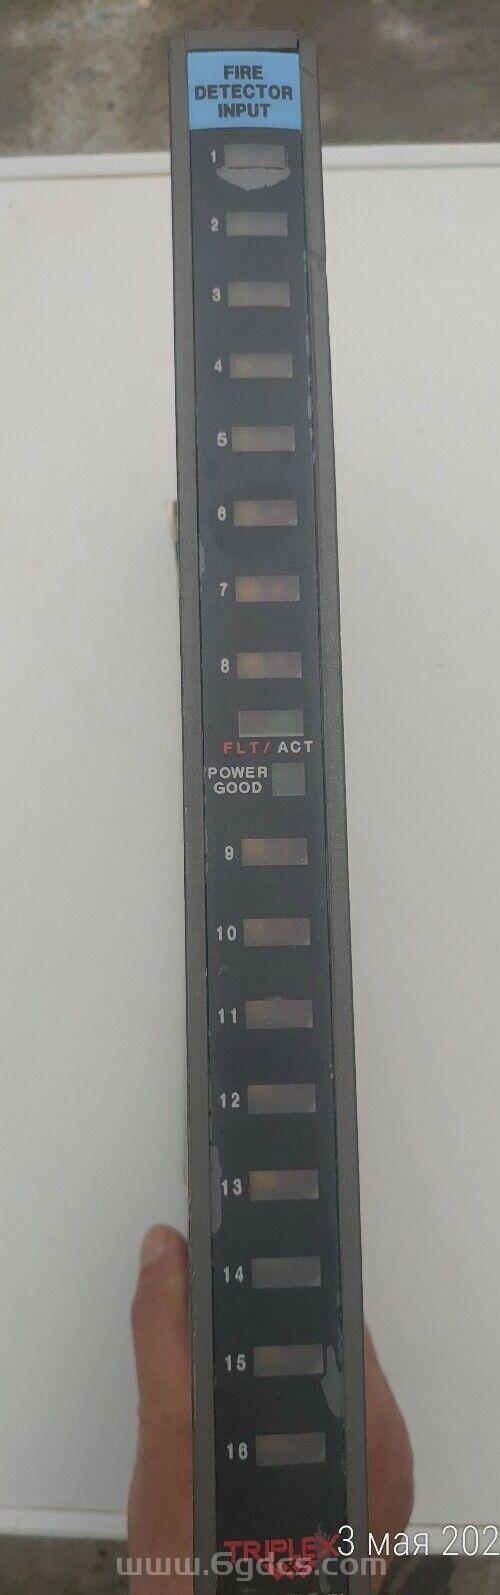 FIRE
DETECTOR
INPUT
1
2
3
4
5
6
7
8
FLT/ ACT
POWER
GOOD
9
10
11
12
13
14
15
16
TRIPLEX
3 мая 202
www.6gdcs.com